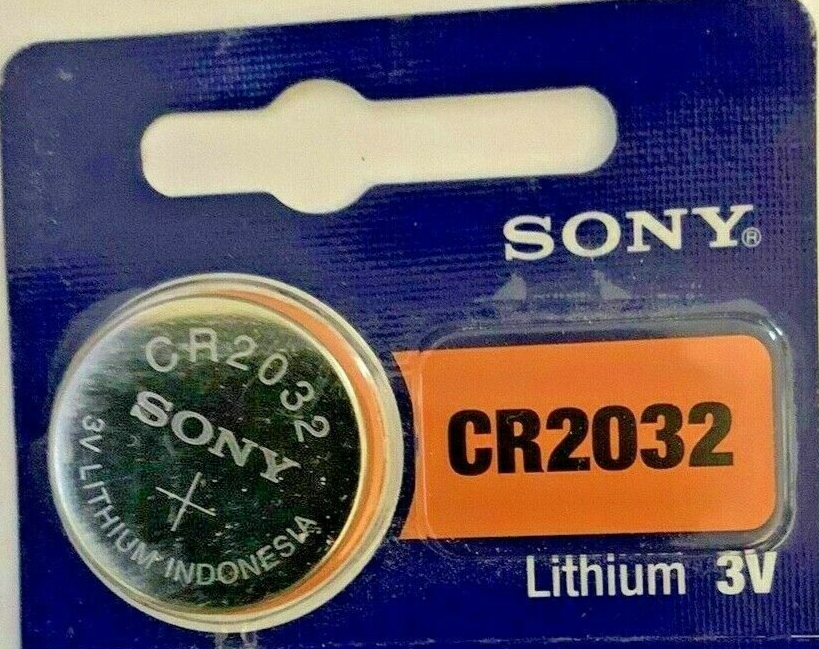 SONY®
CR2032
SONY
+
3V LITHIUM INDONESIA
CR2032
Lithium 3V